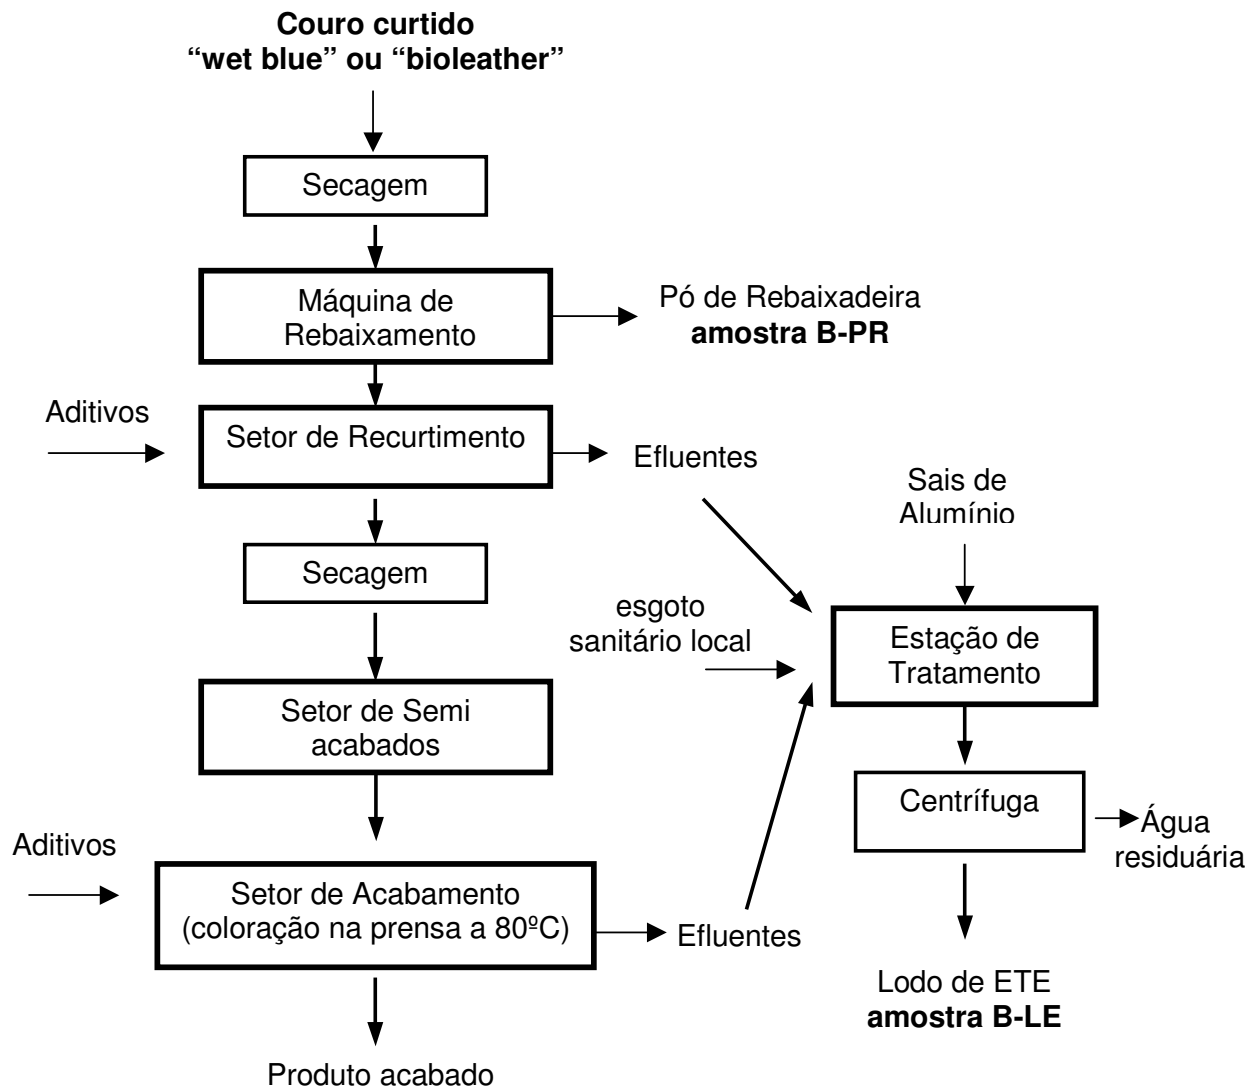 Couro curtido
“wet blue” ou “bioleather”
Secagem
Máquina de
Rebaixamento
Pó de Rebaixadeira
amostra B-PR
Aditivos
Setor de Recurtimento
Efluentes
Sais de
Alumínio
Secagem
esgoto
sanitário local
Estação de
Tratamento
Setor de Semi
acabados
Centrífuga
Água
residuária
Aditivos
Setor de Acabamento
(coloração na prensa a 80ºC)
Efluentes
Lodo de ETE
amostra B-LE
Produto acabado